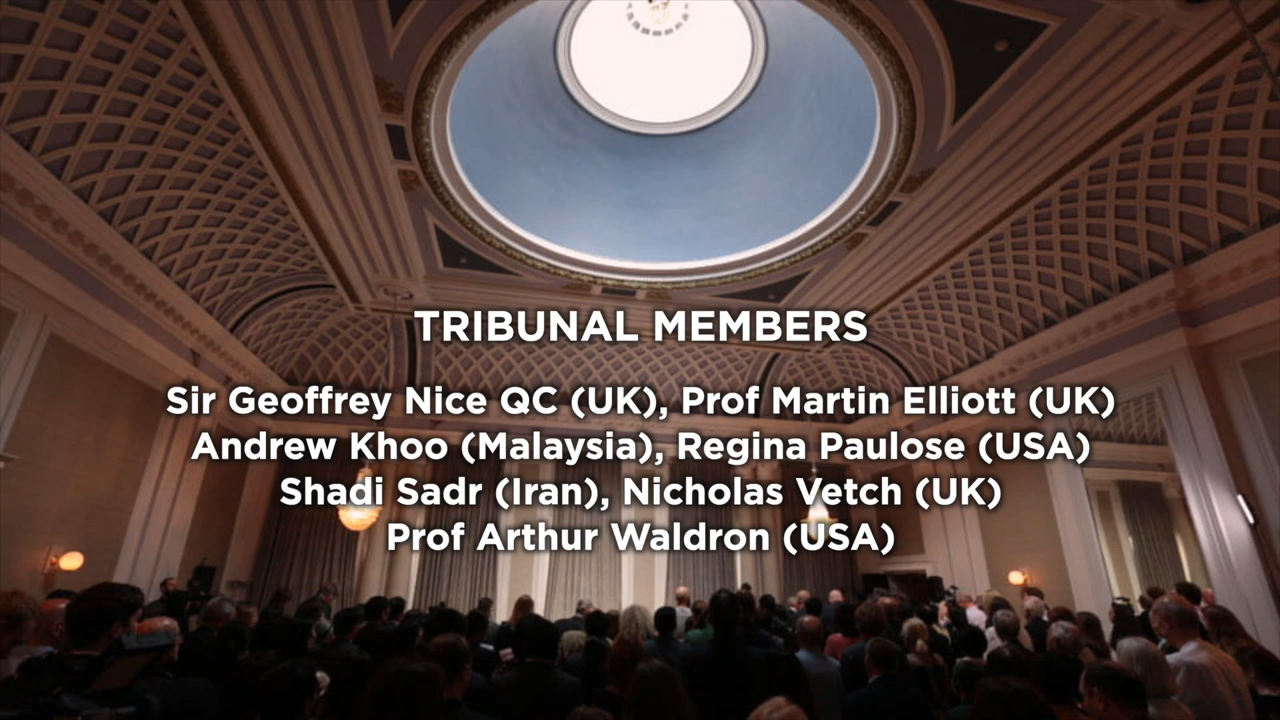 TRIBUNAL MEMBERS
Sir Geoffrey Nice QC (UK), Prof Martin Elliott (UK)
Andrew Khoo (Malaysia), Regina Paulose (USA)
Shadi Sadr (Iran), Nicholas Vetch (UK)
Prof Arthur Waldron (USA)